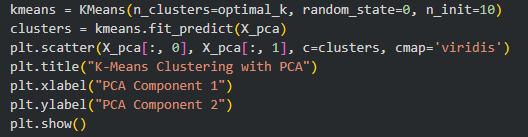 kmeans = KMeans(n_clusters=optimal_k, random_state=0, n_init=10)
clusters = kmeans.fit_predict(X_pca)
plt.scatter(X_pca[:, 0], X_pca[:, 1], c=clusters, cmap='viridis')
plt.title("K-Means Clustering with PCA")
plt.xlabel("PCA Component 1")
plt.ylabel("PCA Component 2")
plt.show()